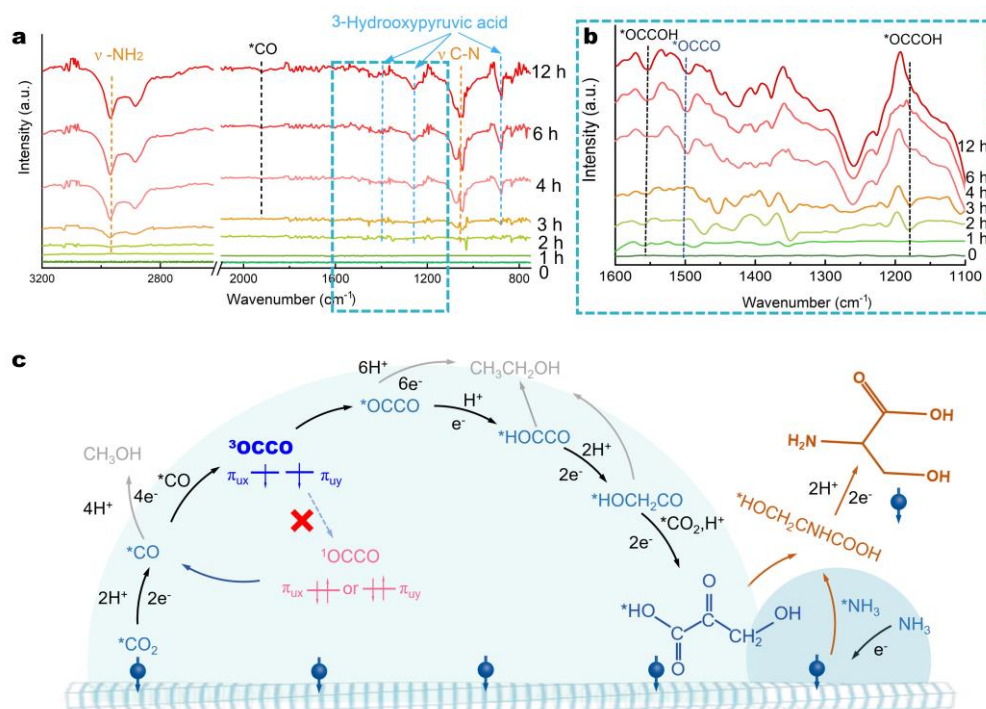 a
3-Hydrooxypyruvic acid
ν -NH2
*CO
ν C-N
12 h
6 h
4 h
3 h
2 h
1 h
0
Intensity (a.u.)
3200 2800 2000 1600 1200 800
Wavenumber (cm-1)
b
*OCCOH
*OCCO
*OCCOH
12 h
6 h
4 h
3 h
2 h
1 h
0
Intensity (a.u.)
1600 1500 1400 1300 1200 1100
Wavenumber (cm-1)
c
6H+
6e-
CH3CH2OH
*OCCO
H+
e-
*HOCCO
2H+
2e-
*HOCH2CO
*CO2,H+
2e-
3OCCO
πux
πuy
*CO
CH3OH
4H+
4e-
*CO
1OCCO
πux or πuy
2H+
2e-
*CO2
*HO
O
O
CH2
OH
*NH3
NH3
e-
*HOCH2CNHCOOH
2H+
2e-
O
OH
H2N
OH